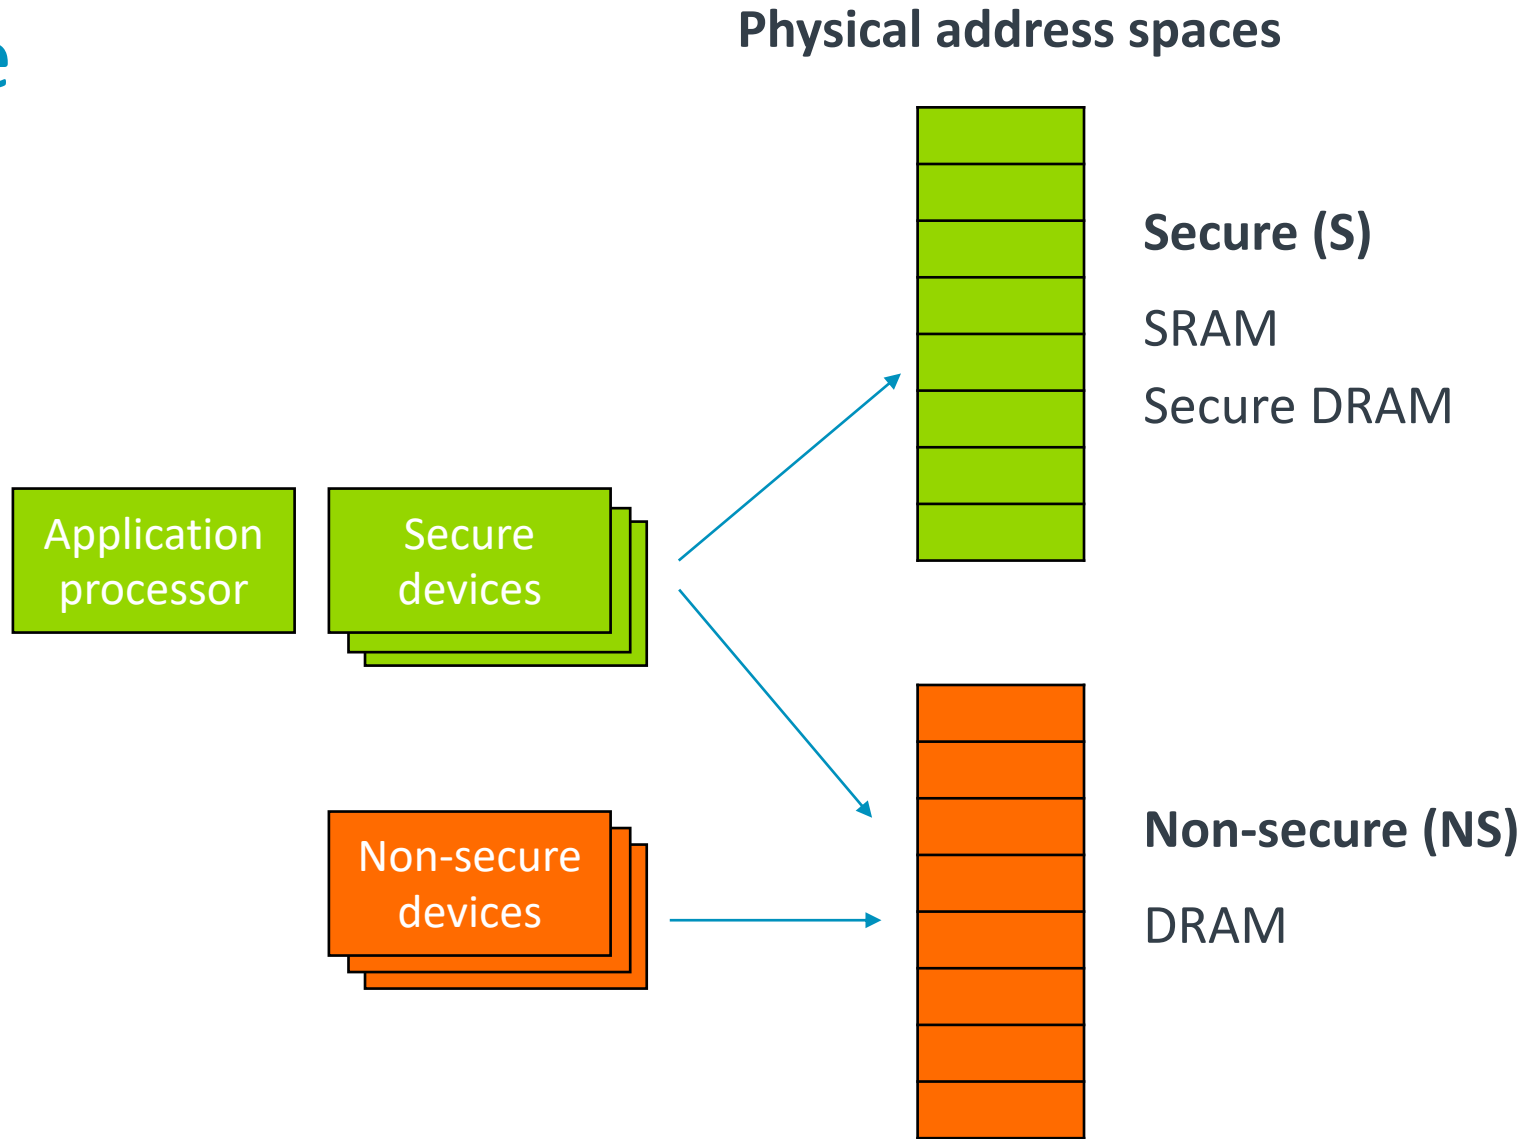 Physical address spaces
e
Secure (S)
SRAM
Secure DRAM
Application
processor
Secure
devices
Non-secure
devices
Non-secure (NS)
DRAM